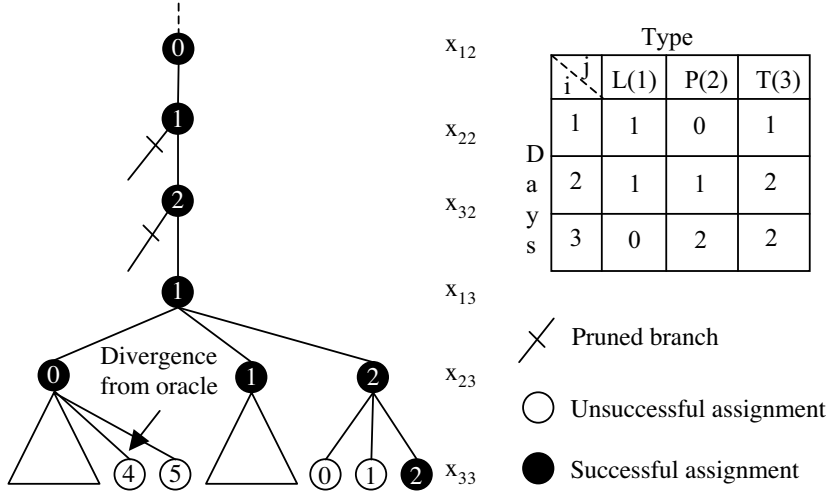 0
x12
1
x22
2
x32
1
x13
Divergence
from oracle
0
1
2
x23
4
5
0
1
2
x33
Type
Days
i j L(1) P(2) T(3)
1 1 0 1
2 1 1 2
3 0 2 2
Pruned branch
Unsuccessful assignment
Successful assignment